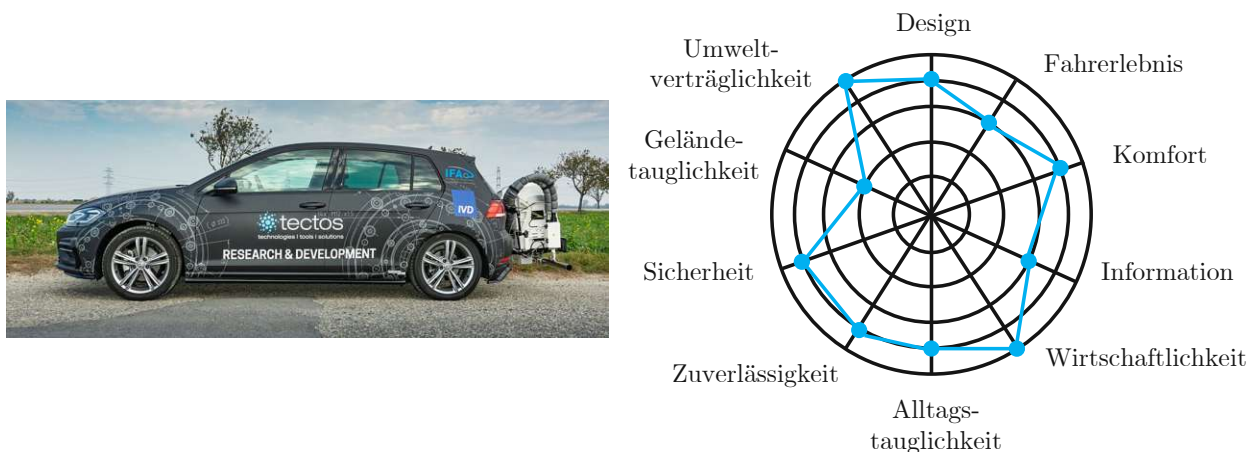 tectos
technologies | tools | solutions
RESEARCH & DEVELOPMENT
IFA
IVD
Design
Umwelt-
verträglichkeit
Fahrerlebnis
Gelände-
tauglichkeit
Komfort
Sicherheit
Information
Zuverlässigkeit
Wirtschaftlichkeit
Alltags-
tauglichkeit